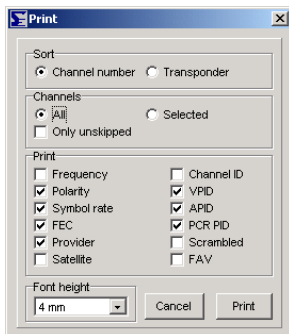 Print
Sort
Channel number Transponder
Channels
All Selected
Only unskipped
Print
Frequency Channel ID
Polarity VPID
Symbol rate APID
FEC PCR PID
Provider Scrambled
Satellite FAV
Font height
4 mm Cancel Print